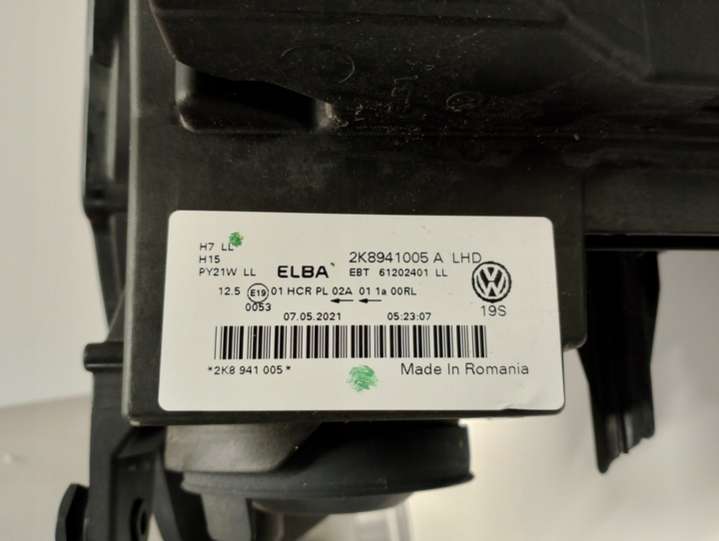 H7 LL
H15
PY21W LL
ELBA
2K8941005 A LHD
EBT 61202401 LL
12.5 E19 01 HCR PL 02A 01 1a 00RL
0053
VW
19S
07.05.2021 05:23:07
*2K8 941 005*
Made In Romania